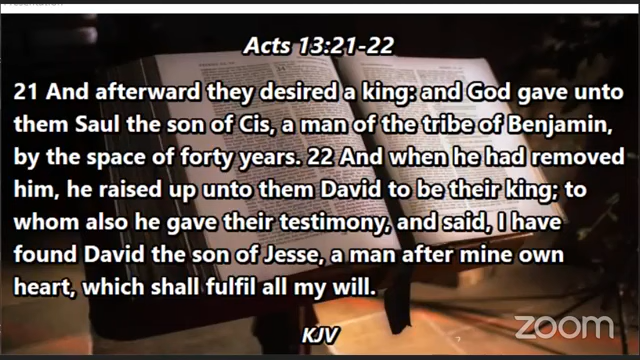 Presentation
Acts 13:21-22
21 And afterward they desired a king: and God gave unto
them Saul the son of Cis, a man of the tribe of Benjamin,
by the space of forty years. 22 And when he had removed
him, he raised up unto them David to be their king; to
whom also he gave their testimony, and said, I have
found David the son of Jesse, a man after mine own
heart, which shall fulfil all my will.
KJV
7
zoom